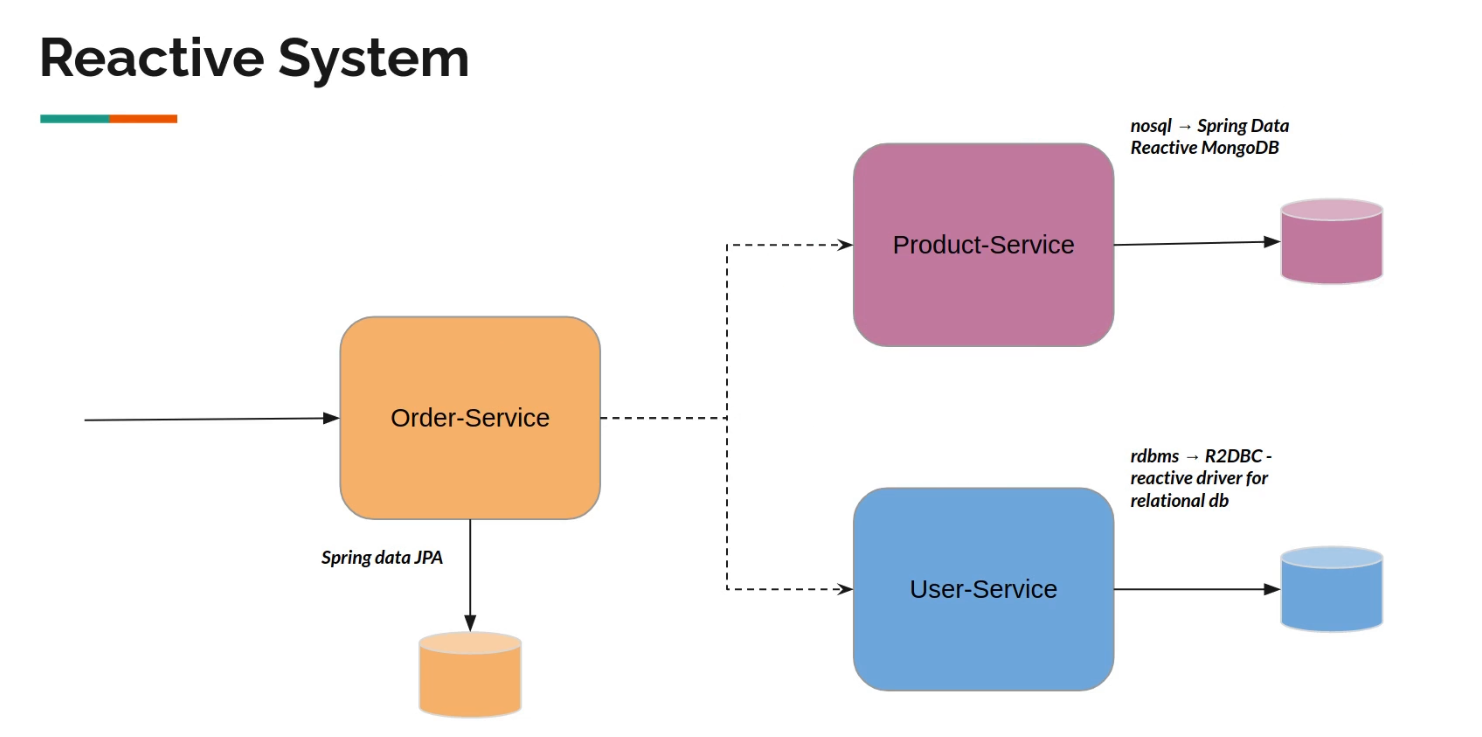 Reactive System
nosql → Spring Data
Reactive MongoDB
Product-Service
Order-Service
rdbms → R2DBC -
reactive driver for
relational db
Spring data JPA
User-Service